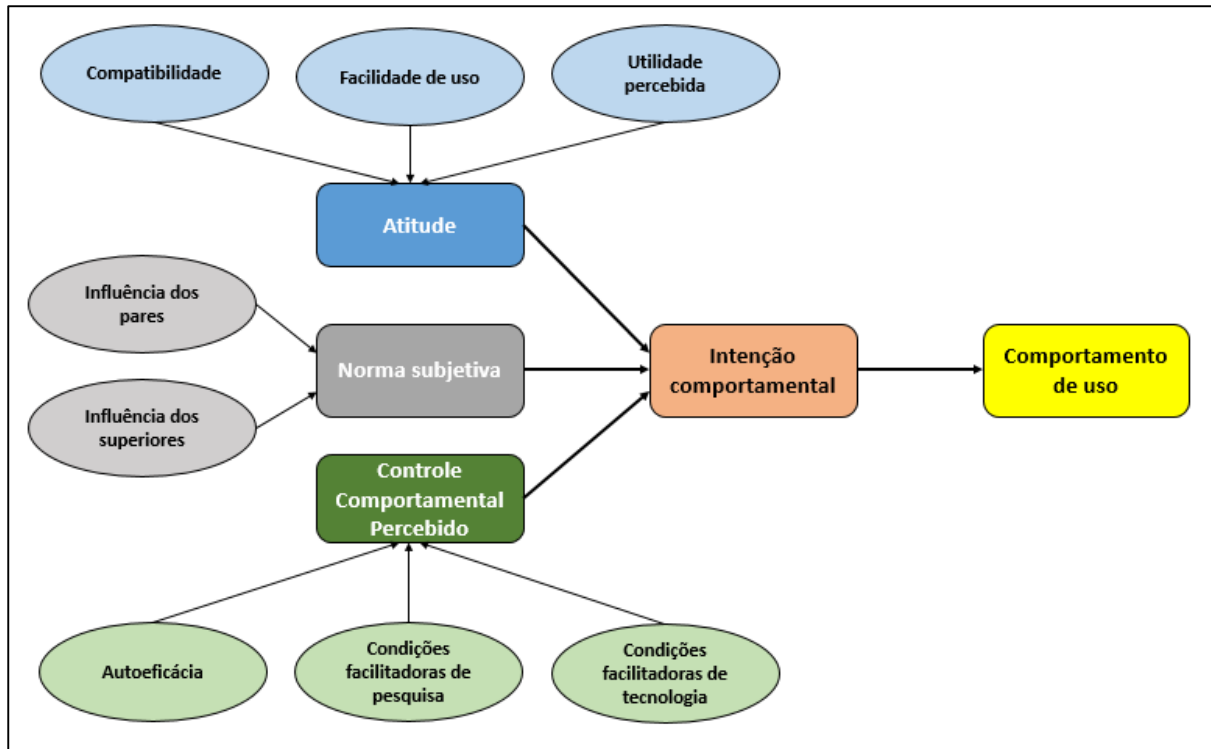 Compatibilidade
Facilidade de uso
Utilidade
percebida
Atitude
Influência dos
pares
Norma subjetiva
Intenção
comportamental
Comportamento
de uso
Influência dos
superiores
Controle
Comportamental
Percebido
Autoeficácia
Condições
facilitadoras de
pesquisa
Condições
facilitadoras de
tecnologia